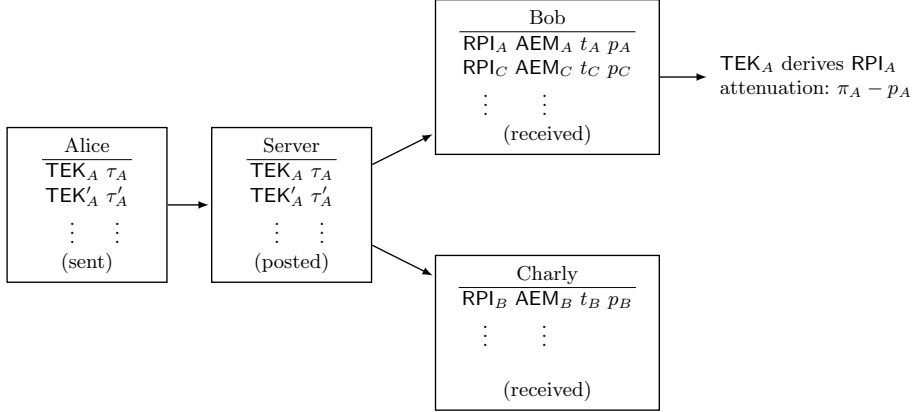 Alice
TEK_A τ_A
TEK′_A τ′_A
⋮ ⋮
(sent)
Server
TEK_A τ_A
TEK′_A τ′_A
⋮ ⋮
(posted)
Bob
RPI_A AEM_A t_A p_A
RPI_C AEM_C t_C p_C
⋮ ⋮
(received)
TEK_A derives RPI_A
attenuation: π_A − p_A
Charly
RPI_B AEM_B t_B p_B
⋮ ⋮
(received)